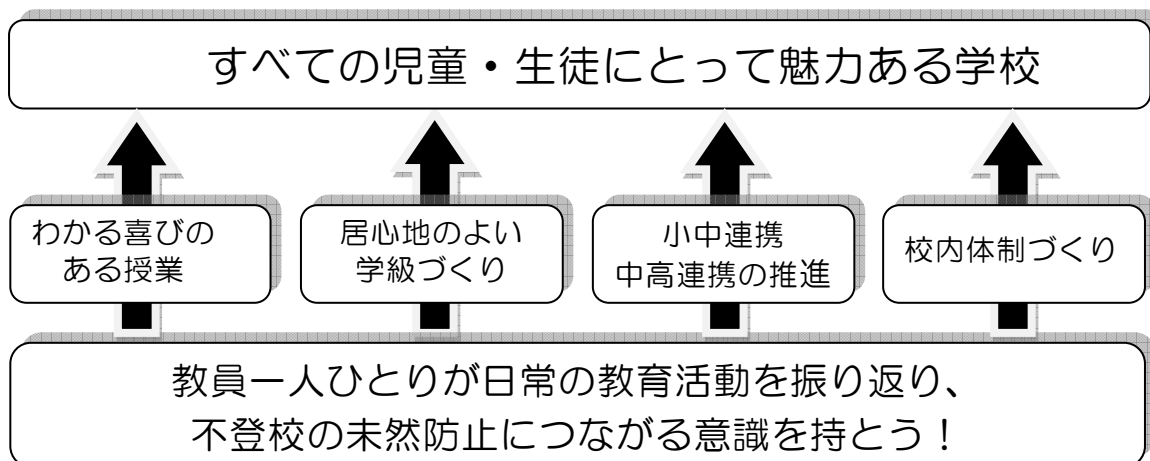 すべての児童・生徒にとって魅力ある学校
わかる喜びの
ある授業
居心地のよい
学級づくり
小中連携
中高連携の推進
校内体制づくり
教員一人ひとりが日常の教育活動を振り返り、
不登校の未然防止につながる意識を持とう！